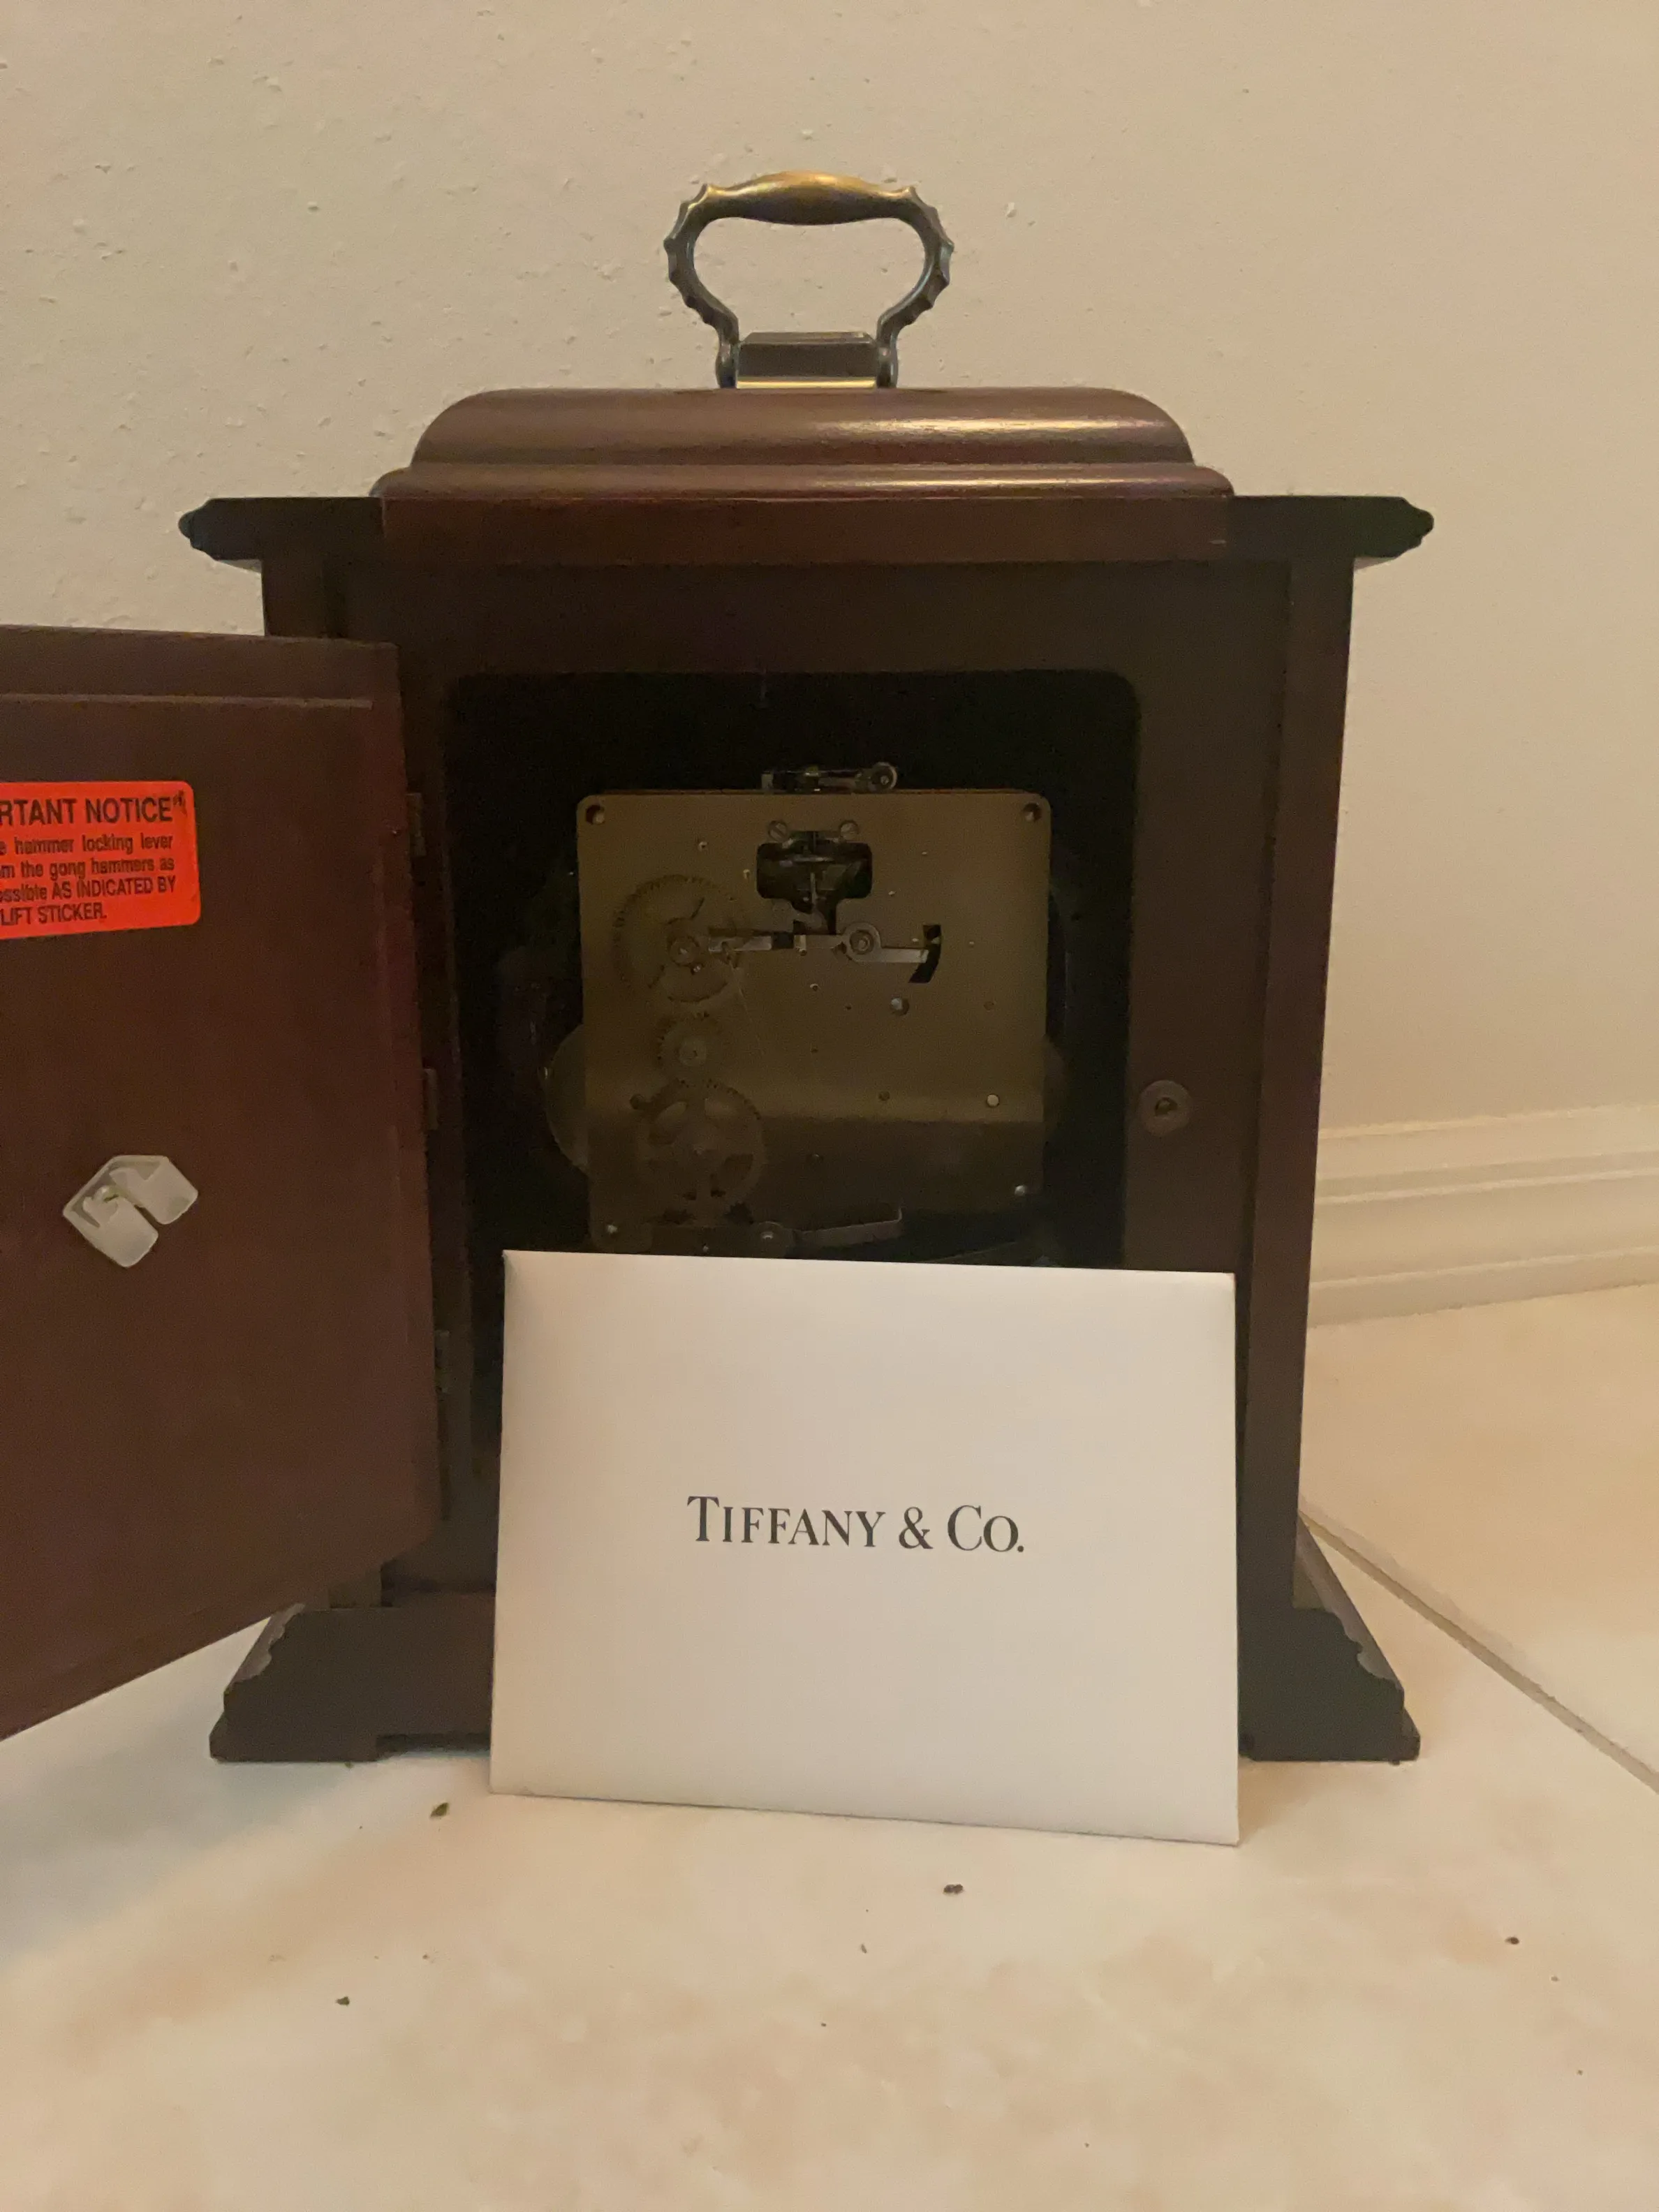 RTANT NOTICE
e hammer locking lever
m the gong hammers as
ossible AS INDICATED BY
LIFT STICKER.
TIFFANY & CO.